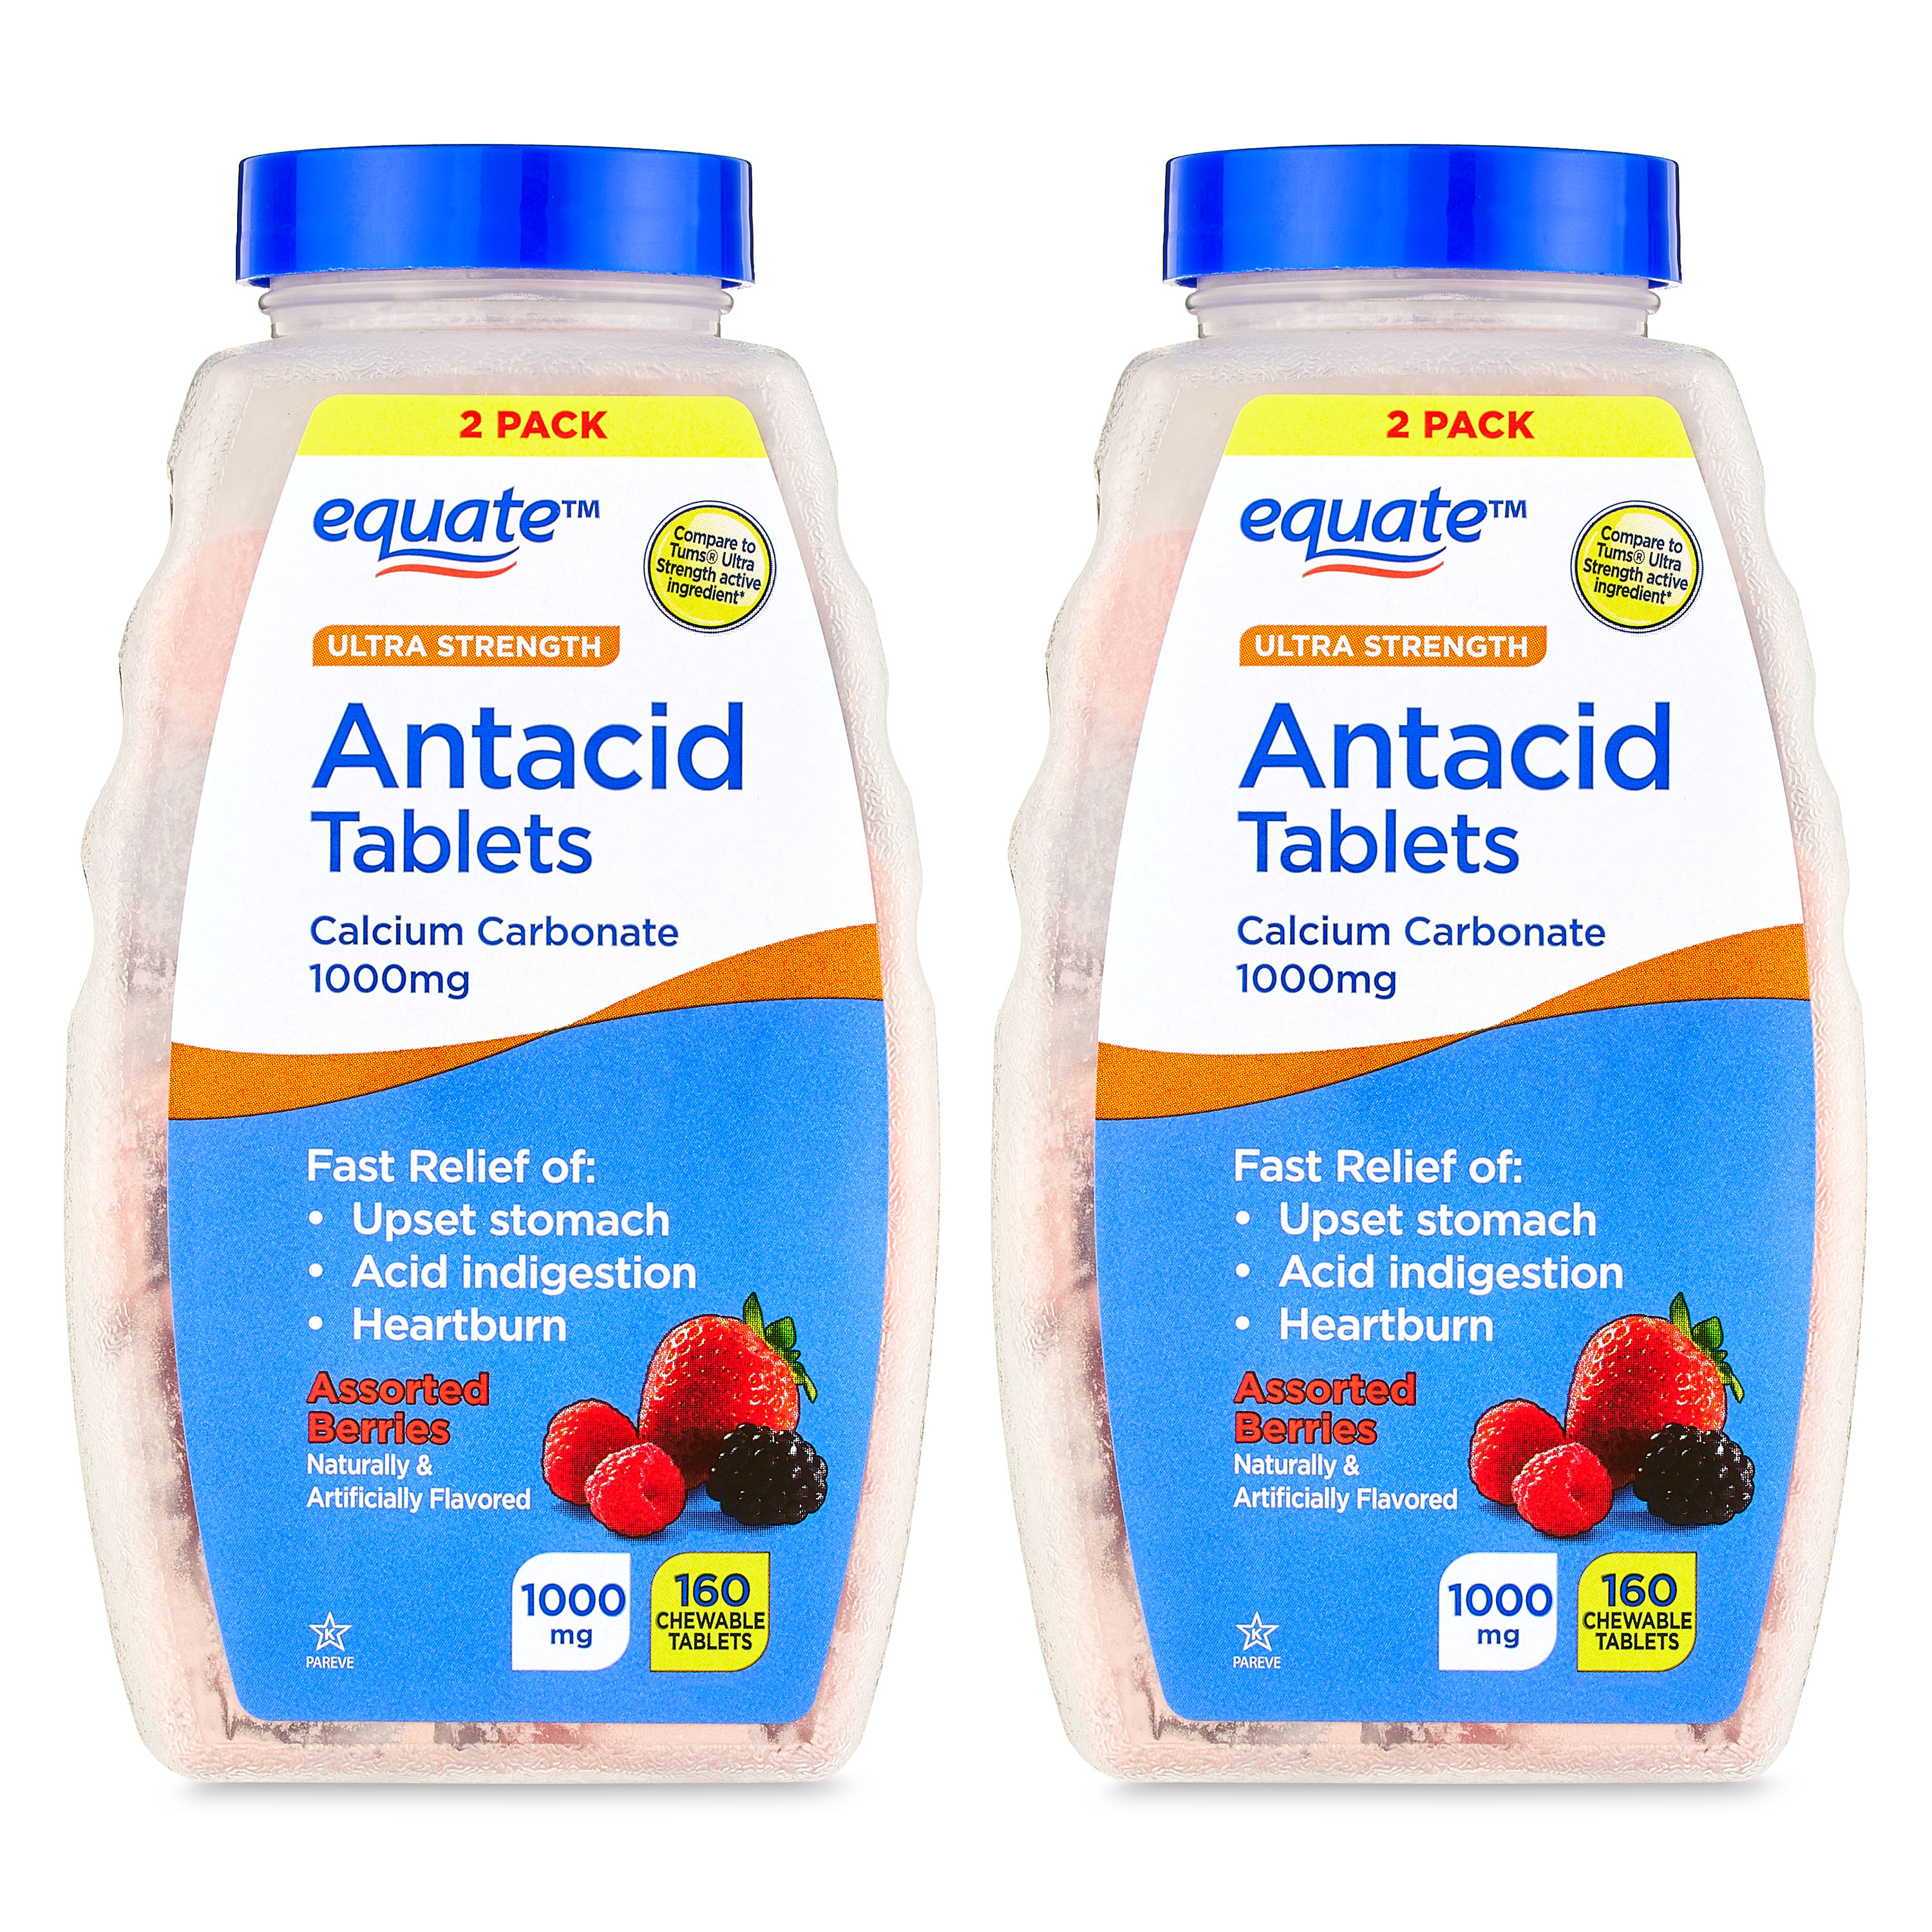 2 PACK
equate™
Compare to
Tums® Ultra
Strength active
ingredient*
ULTRA STRENGTH
Antacid
Tablets
Calcium Carbonate
1000mg
Fast Relief of:
• Upset stomach
• Acid indigestion
• Heartburn
Assorted
Berries
Naturally &
Artificially Flavored
K
PAREVE
1000
mg
160
CHEWABLE
TABLETS
2 PACK
equate™
Compare to
Tums® Ultra
Strength active
ingredient*
ULTRA STRENGTH
Antacid
Tablets
Calcium Carbonate
1000mg
Fast Relief of:
• Upset stomach
• Acid indigestion
• Heartburn
Assorted
Berries
Naturally &
Artificially Flavored
K
PAREVE
1000
mg
160
CHEWABLE
TABLETS